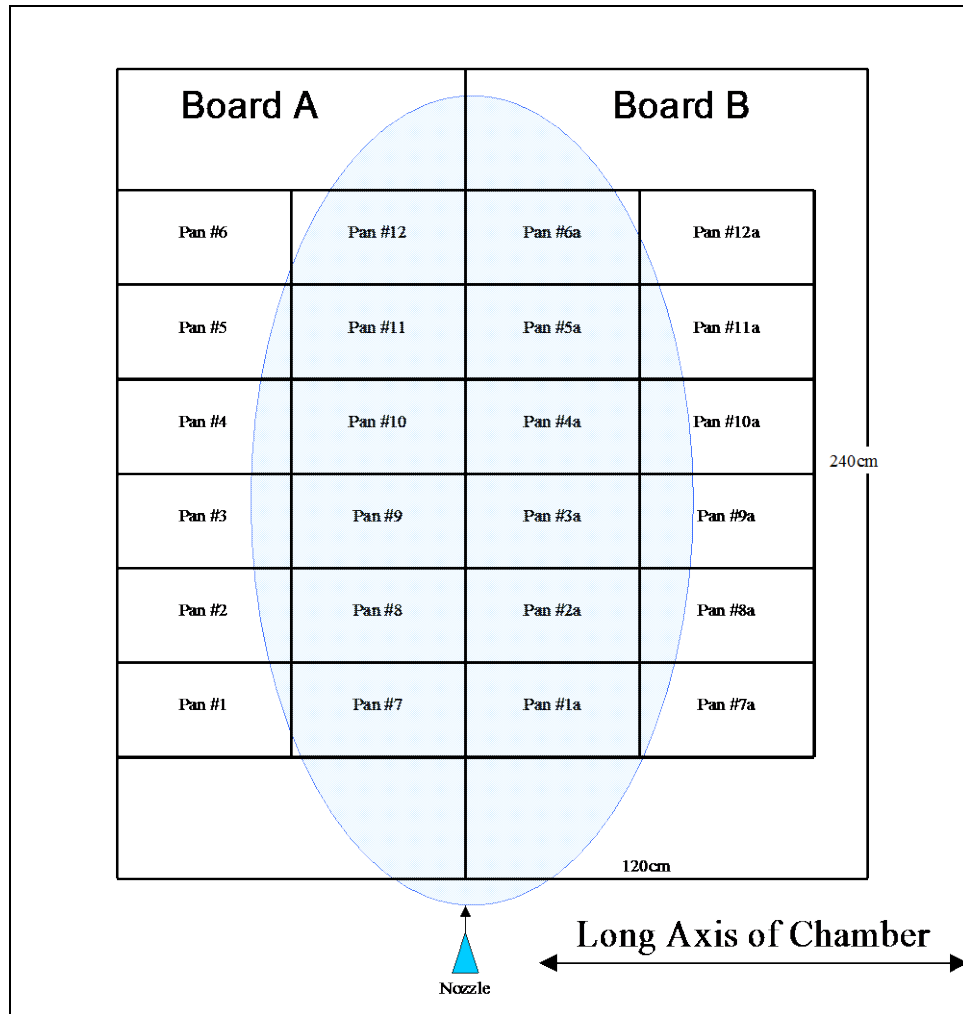 Board A Board B
Pan #6 Pan #12 Pan #6a Pan #12a
Pan #5 Pan #11 Pan #5a Pan #11a
Pan #4 Pan #10 Pan #4a Pan #10a
240cm
Pan #3 Pan #9 Pan #3a Pan #9a
Pan #2 Pan #8 Pan #2a Pan #8a
Pan #1 Pan #7 Pan #1a Pan #7a
120cm
Long Axis of Chamber
Nozzle